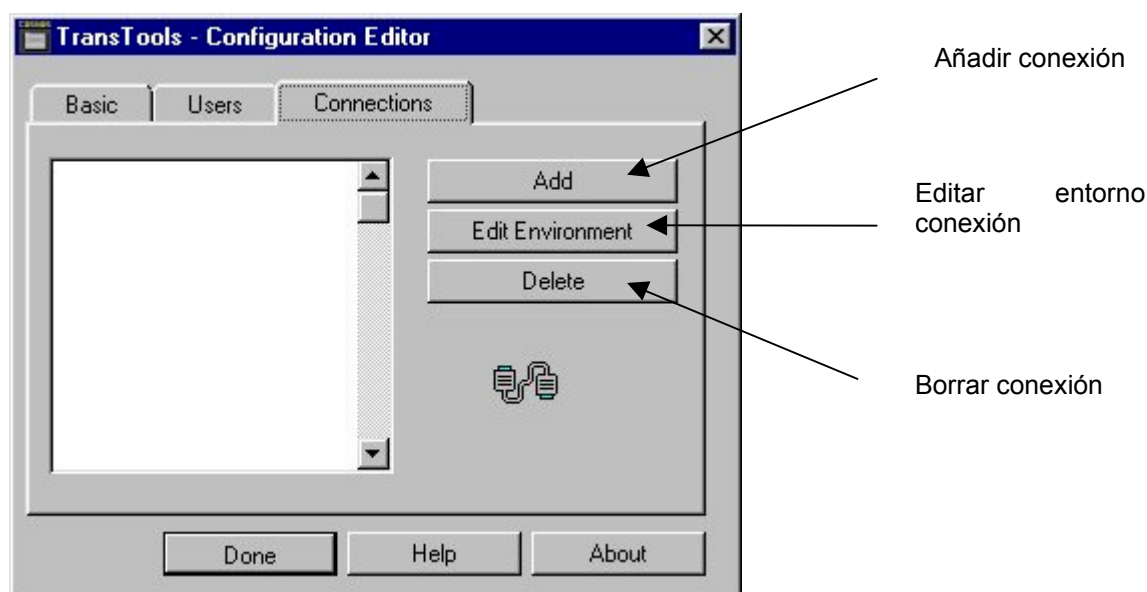 TransTools - Configuration Editor
Basic Users Connections
Add
Edit Environment
Delete
Done Help About
Añadir conexión
Editar entorno
conexión
Borrar conexión